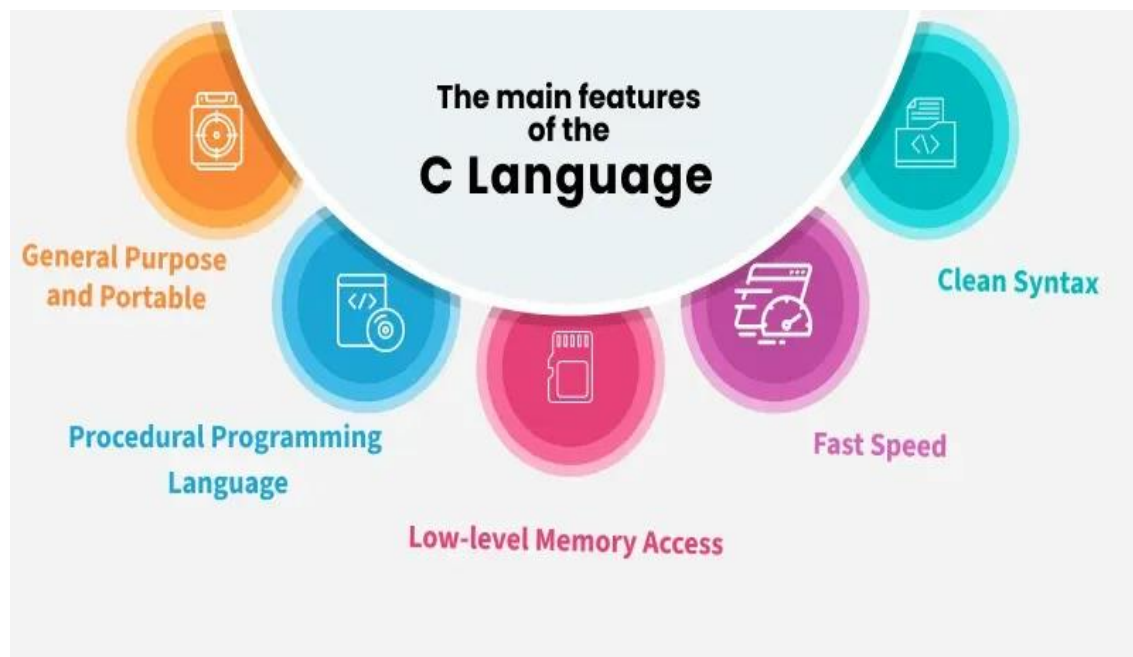 The main features
of the
C Language
General Purpose
and Portable
Procedural Programming
Language
Low-level Memory Access
Fast Speed
Clean Syntax